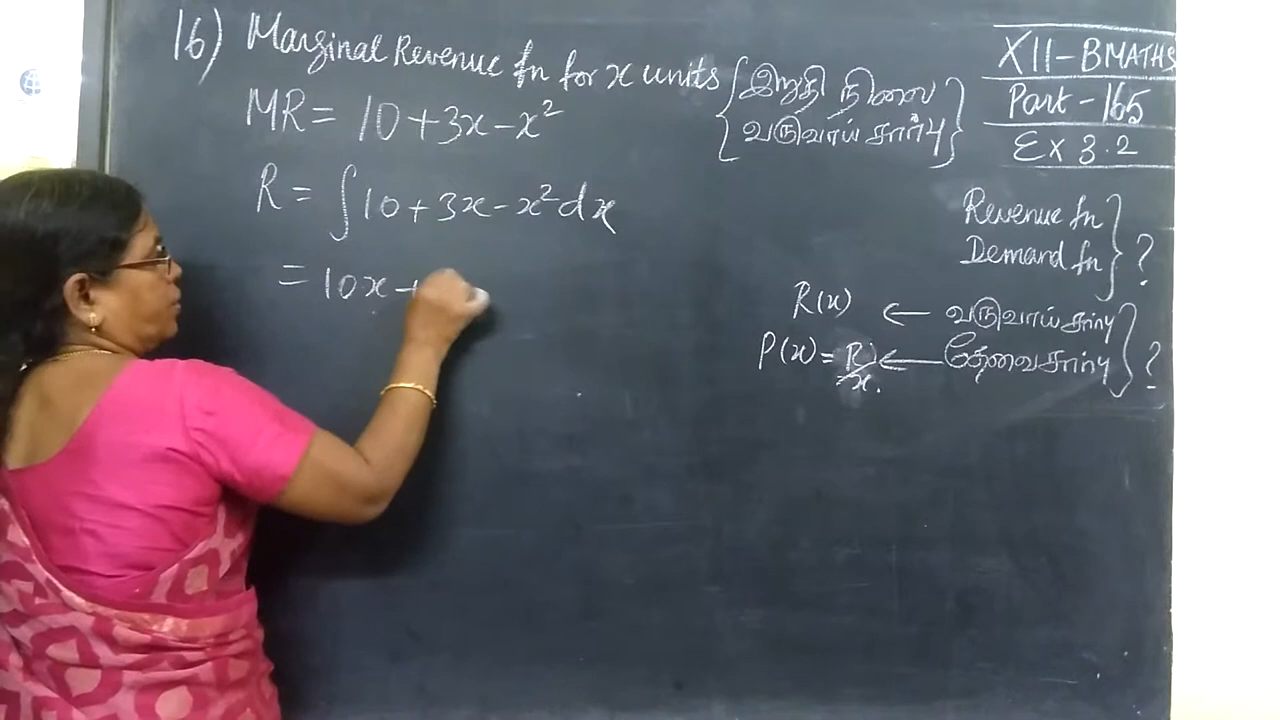 16) Marginal Revenue fn for x units { இறுதி நிலை
வருவாய் சார்பு }
MR = 10 + 3x - x²
R = ∫ 10 + 3x - x² dx
= 10x +
XII - BMATHS
Part - 165
Ex 3.2
Revenue fn
Demand fn } ?
R(x) ← வருவாய் சார்பு
P(x) = R/x. ← தேவை சார்பு } ?